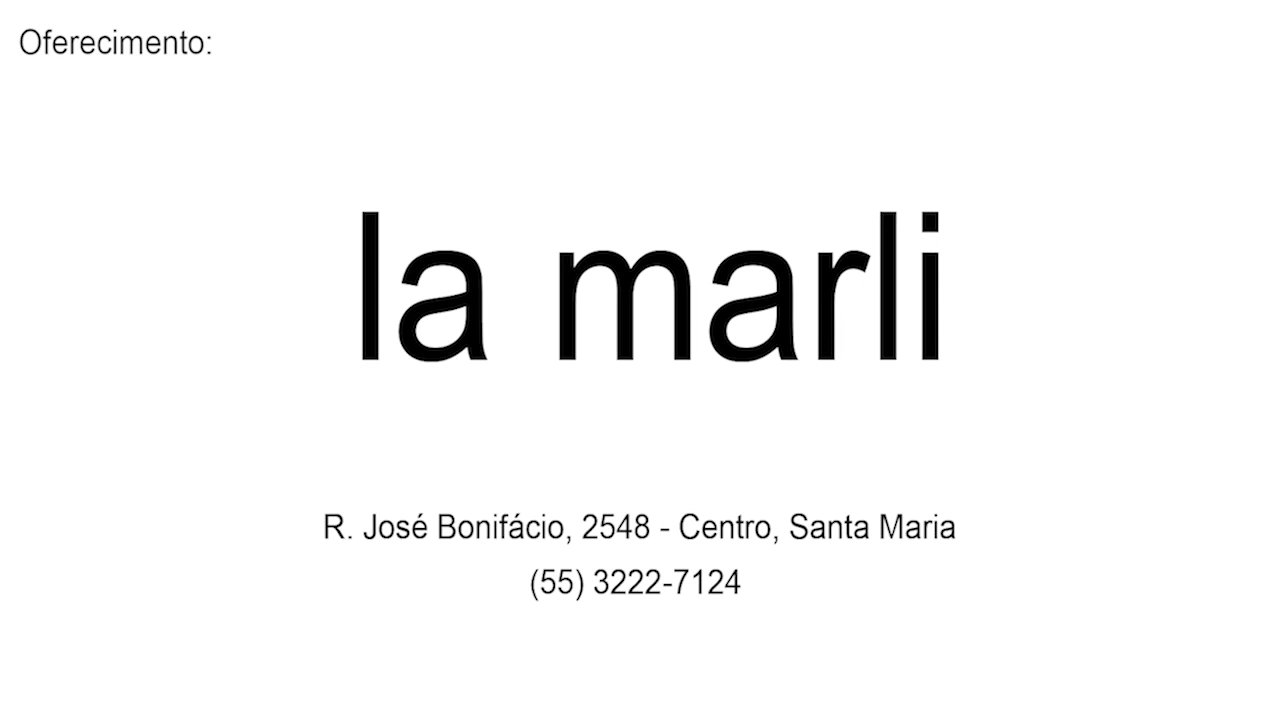 Oferecimento:
la marli
R. José Bonifácio, 2548 - Centro, Santa Maria
(55) 3222-7124